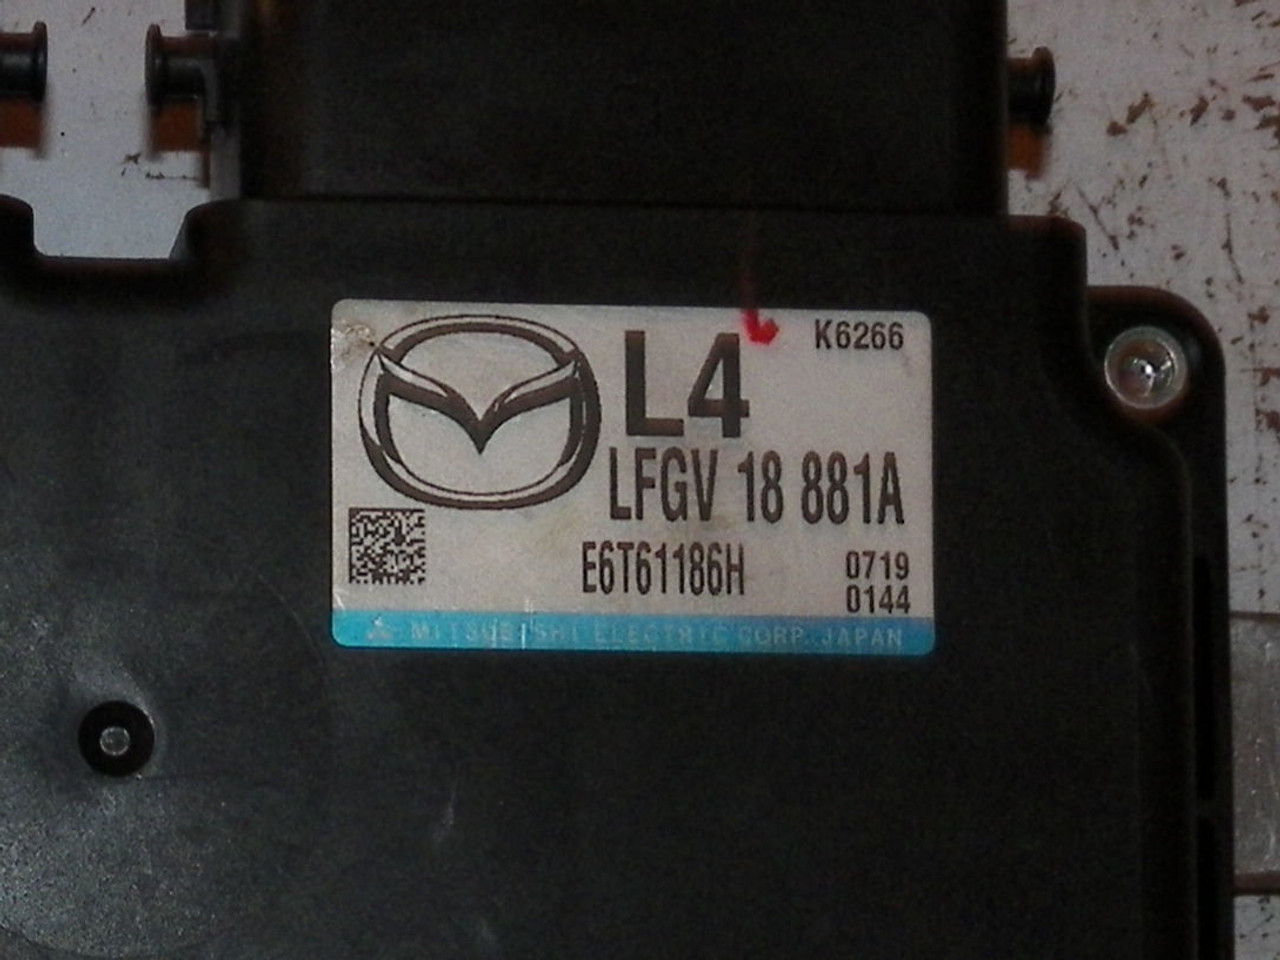 L4
K6266
LFGV 18 881A
E6T61186H
0719
0144
MITSUBISHI ELECTRIC CORP. JAPAN